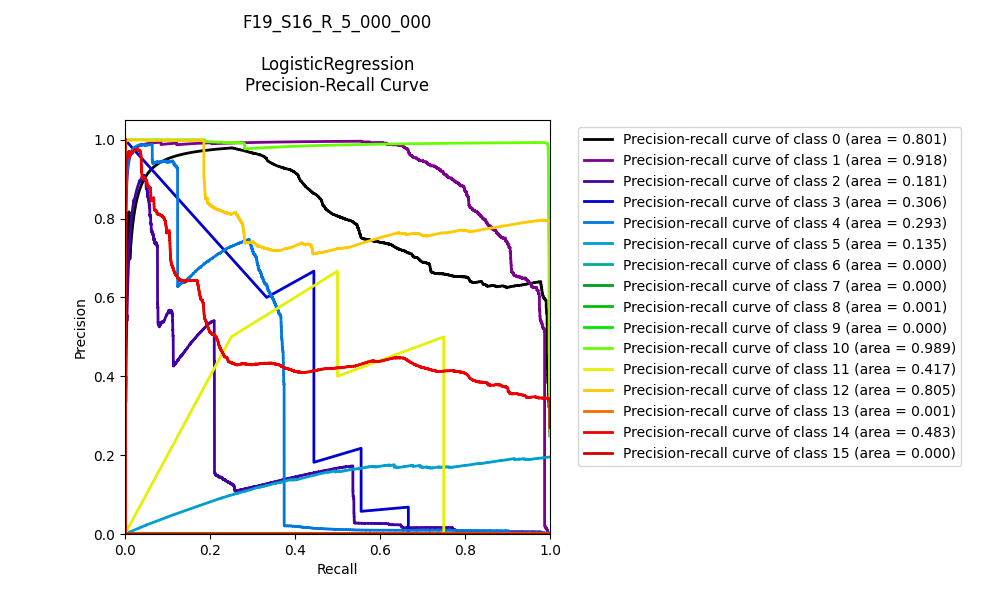 F19_S16_R_5_000_000
LogisticRegression
Precision-Recall Curve
1.0
0.8
0.6
0.4
0.2
0.0
Precision
0.0 0.2 0.4 0.6 0.8 1.0
Recall
Precision-recall curve of class 0 (area = 0.801)
Precision-recall curve of class 1 (area = 0.918)
Precision-recall curve of class 2 (area = 0.181)
Precision-recall curve of class 3 (area = 0.306)
Precision-recall curve of class 4 (area = 0.293)
Precision-recall curve of class 5 (area = 0.135)
Precision-recall curve of class 6 (area = 0.000)
Precision-recall curve of class 7 (area = 0.000)
Precision-recall curve of class 8 (area = 0.001)
Precision-recall curve of class 9 (area = 0.000)
Precision-recall curve of class 10 (area = 0.989)
Precision-recall curve of class 11 (area = 0.417)
Precision-recall curve of class 12 (area = 0.805)
Precision-recall curve of class 13 (area = 0.001)
Precision-recall curve of class 14 (area = 0.483)
Precision-recall curve of class 15 (area = 0.000)